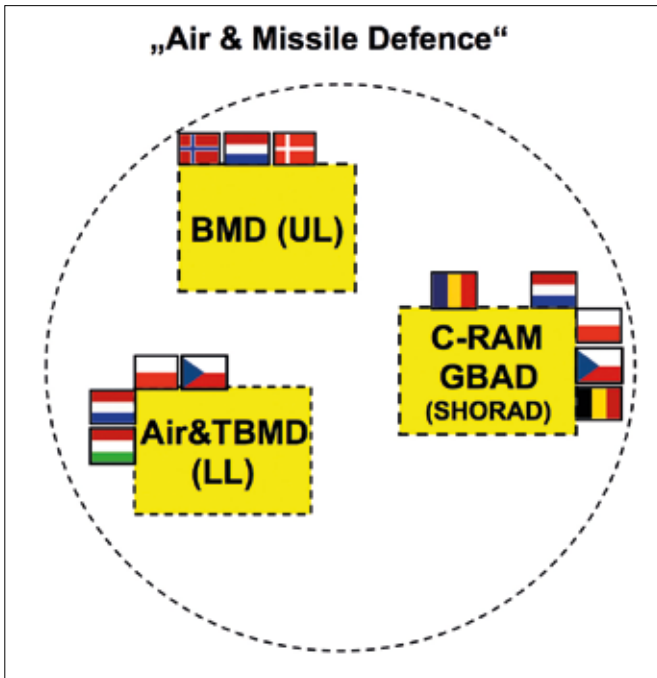 „Air & Missile Defence“
BMD (UL)
C-RAM
GBAD
(SHORAD)
Air&TBMD
(LL)